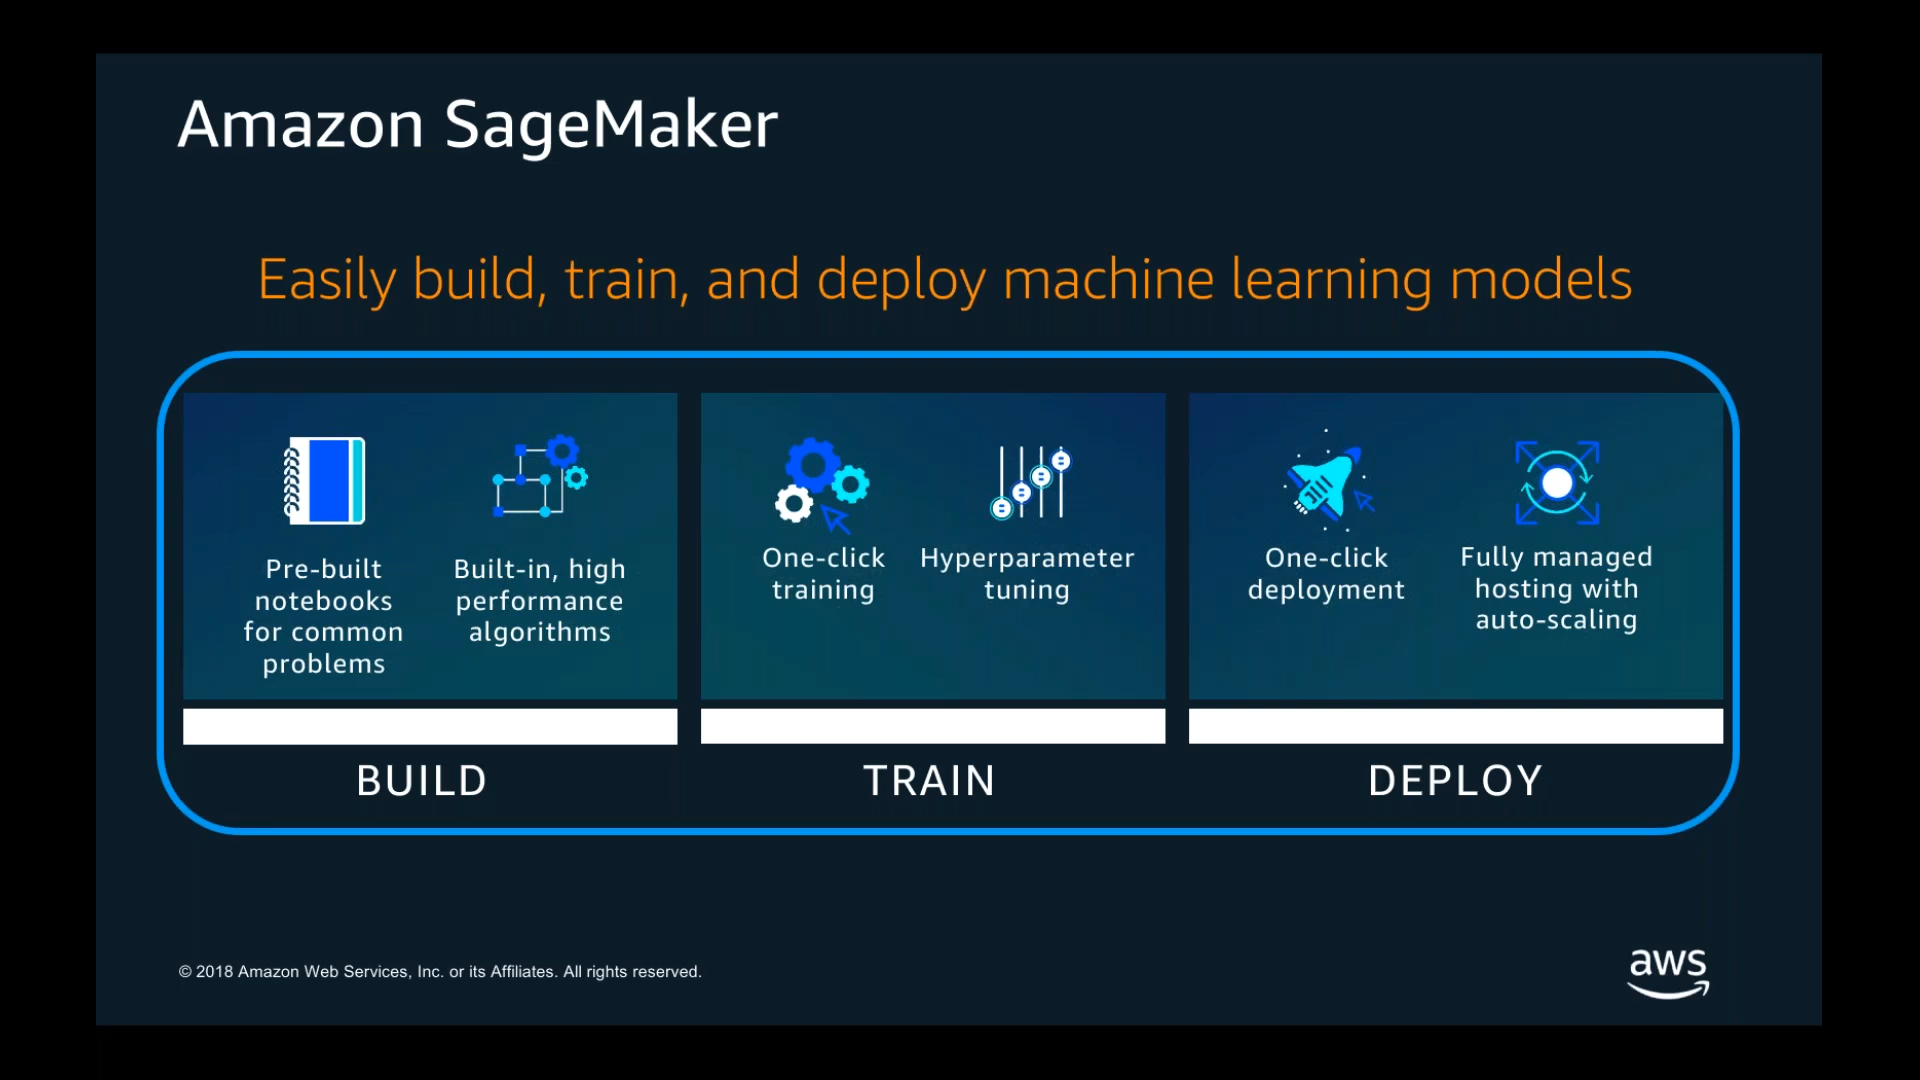 Amazon SageMaker
Easily build, train, and deploy machine learning models
Pre-built
notebooks
for common
problems
Built-in, high
performance
algorithms
One-click
training
Hyperparameter
tuning
One-click
deployment
Fully managed
hosting with
auto-scaling
BUILD
TRAIN
DEPLOY
© 2018 Amazon Web Services, Inc. or its Affiliates. All rights reserved.
aws